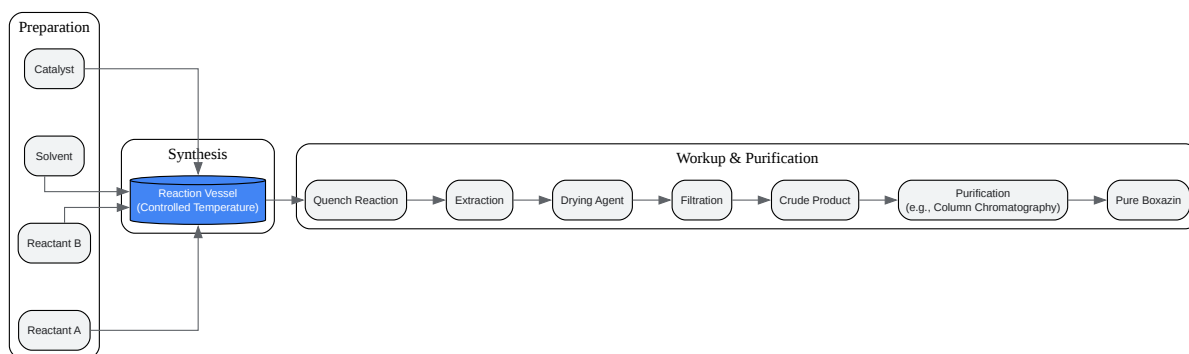 Preparation
Catalyst
Solvent
Reactant B
Reactant A
Synthesis
Reaction Vessel
(Controlled Temperature)
Workup & Purification
Quench Reaction
Extraction
Drying Agent
Filtration
Crude Product
Purification
(e.g., Column Chromatography)
Pure Boxazin